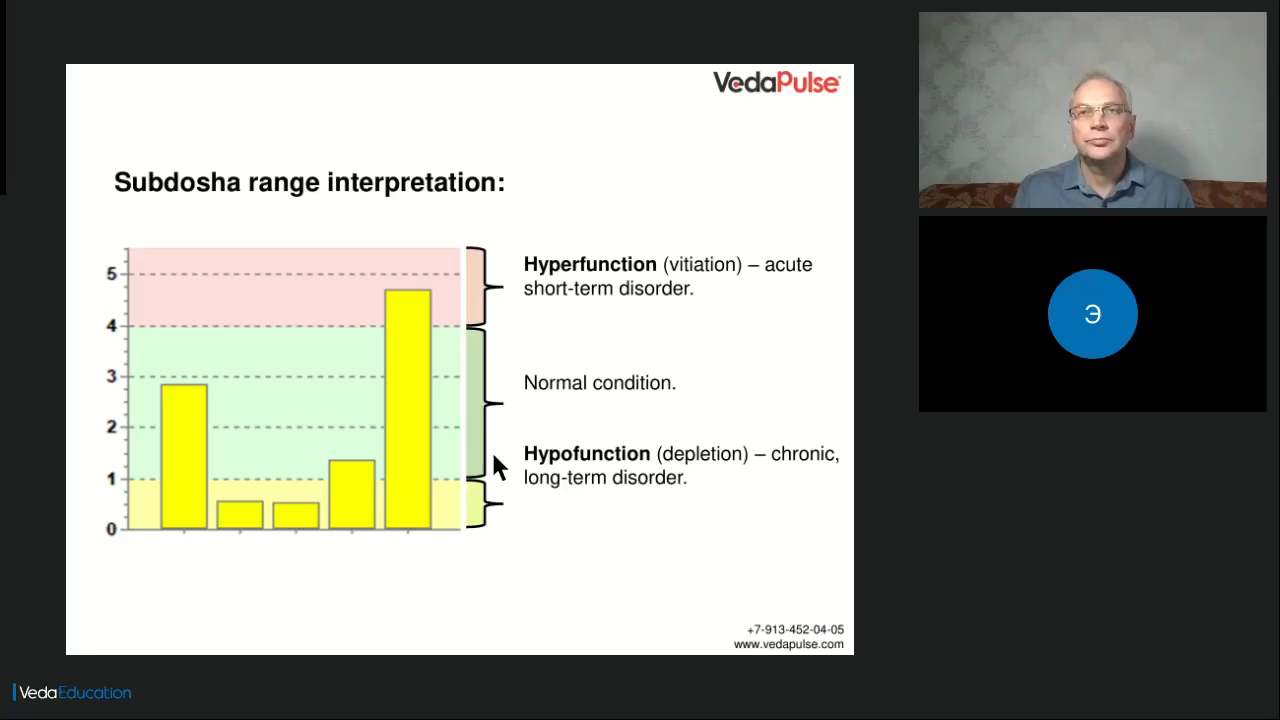 VedaPulse
Subdosha range interpretation:
5
4
3
2
1
0
Hyperfunction (vitiation) – acute
short-term disorder.
Normal condition.
Hypofunction (depletion) – chronic,
long-term disorder.
+7-913-452-04-05
www.vedapulse.com
Э
VedaEducation